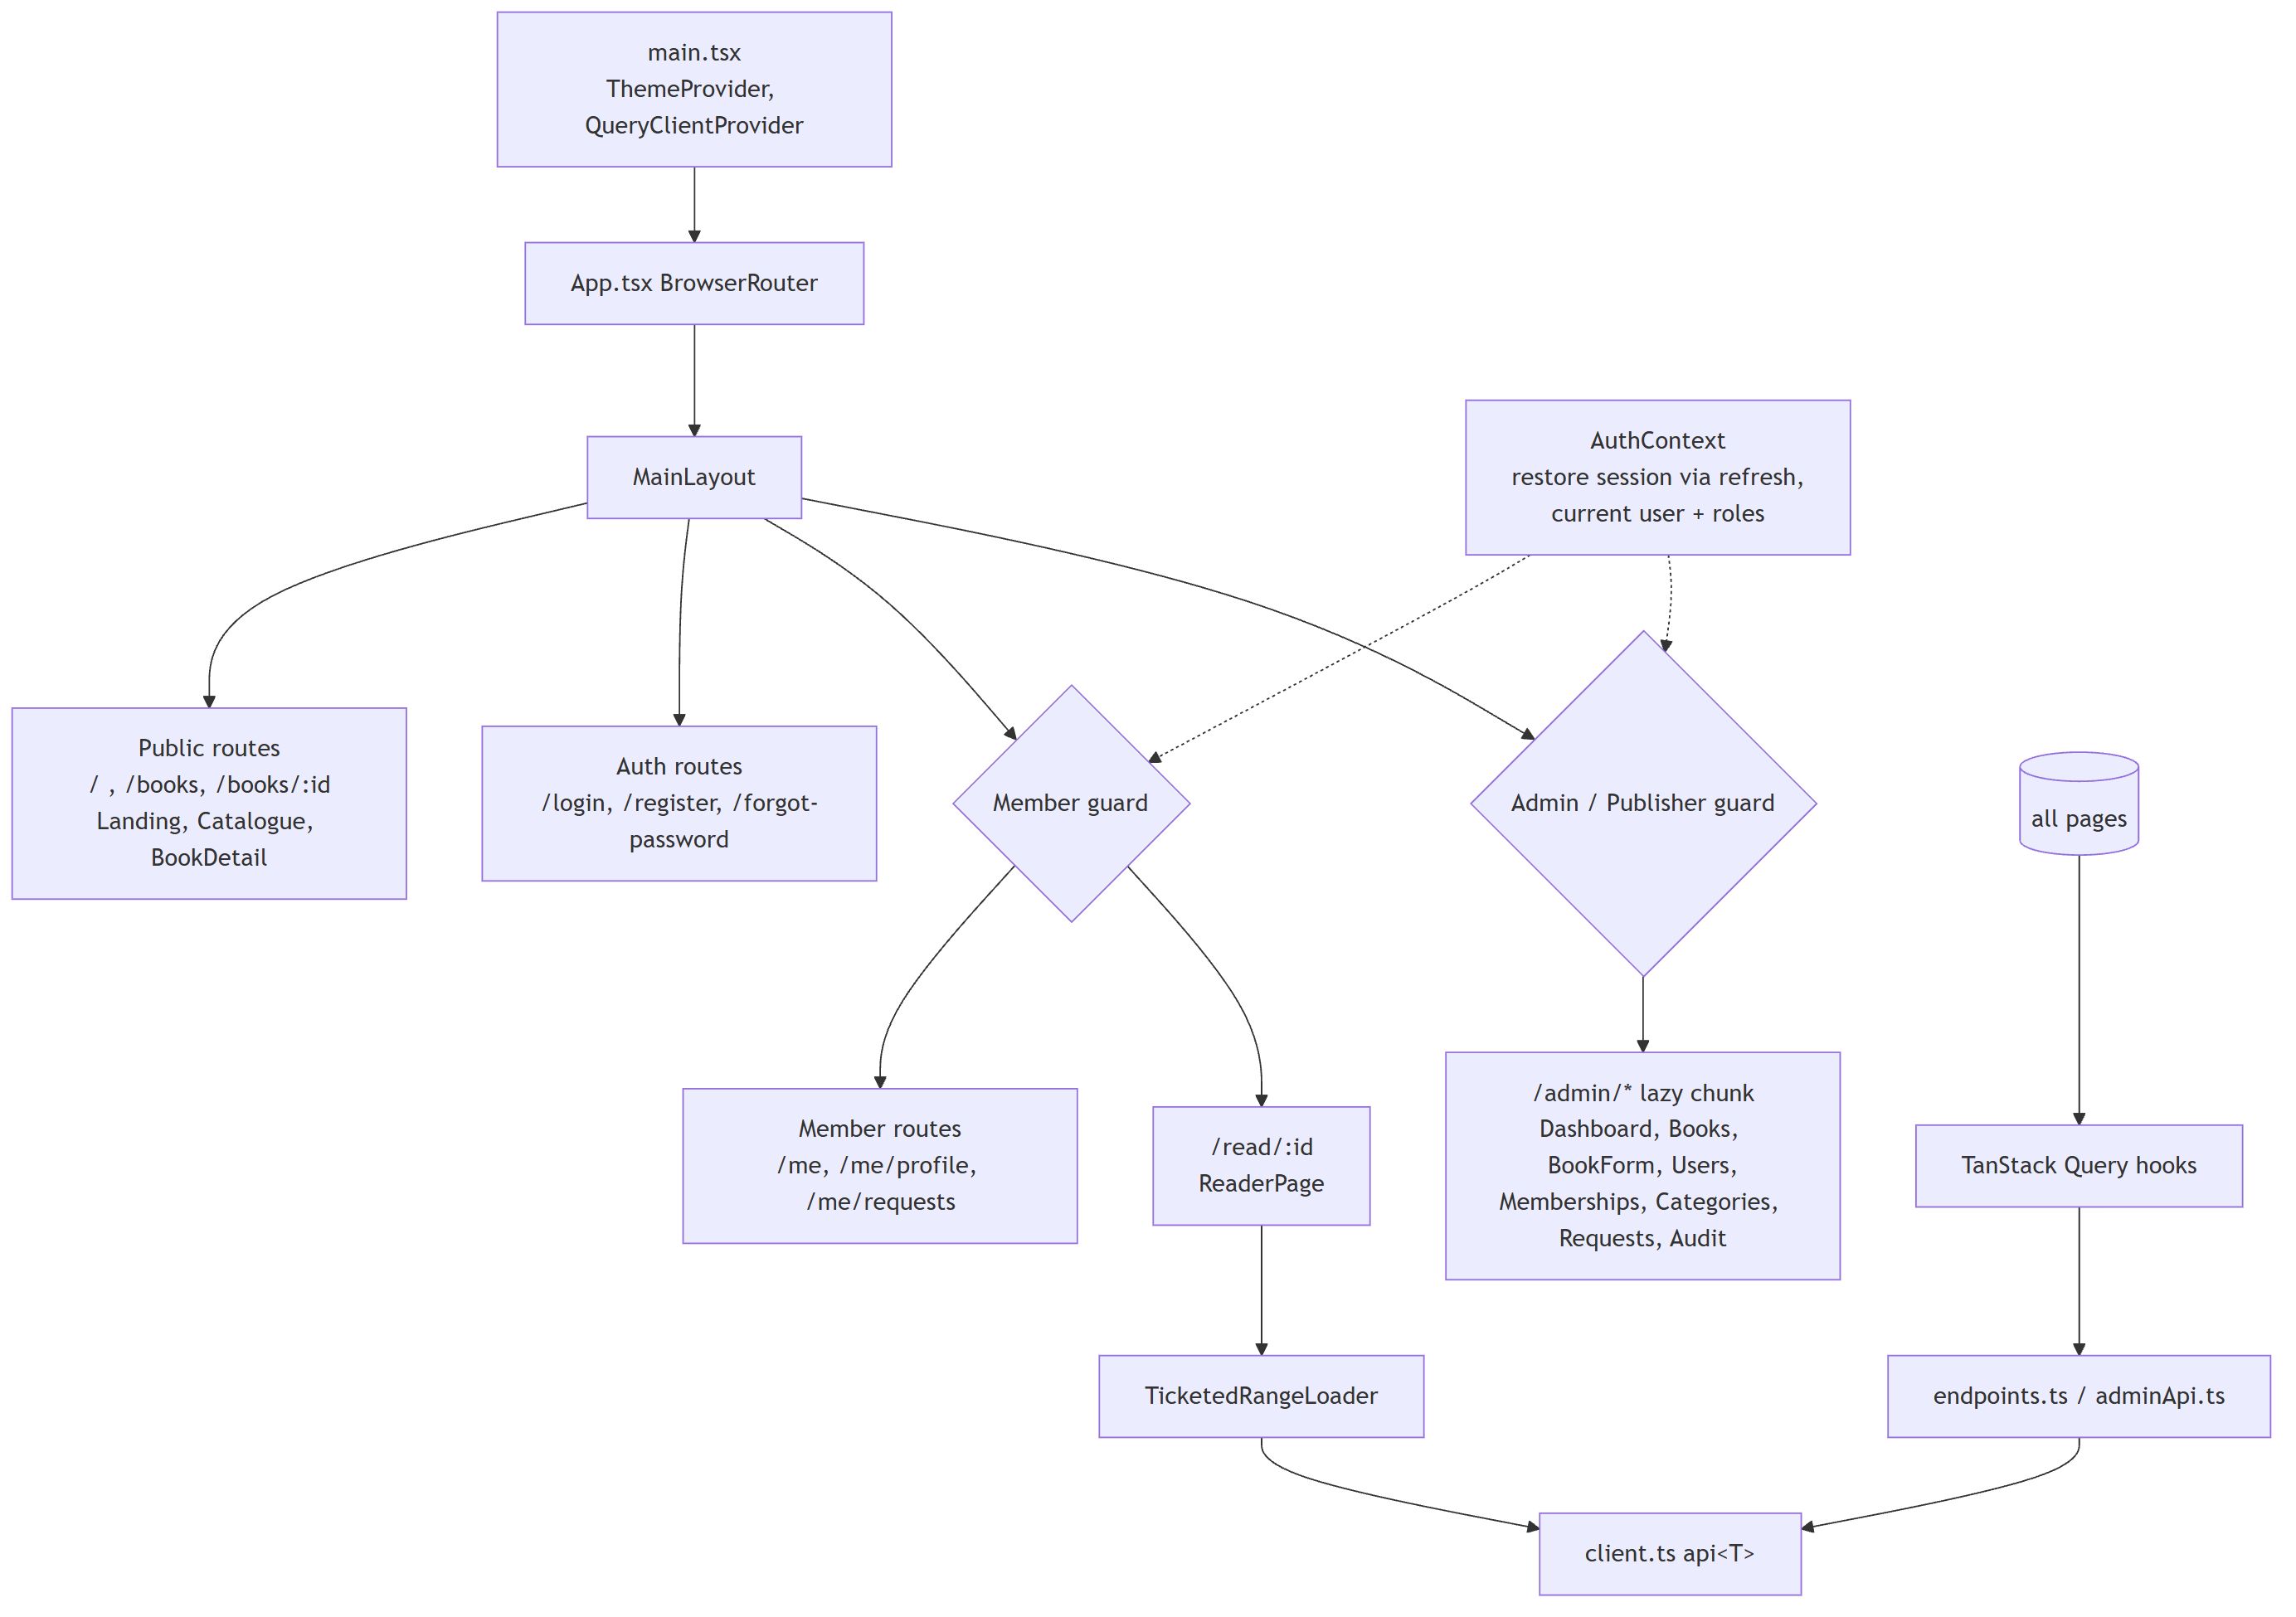 main.tsx
ThemeProvider,
QueryClientProvider
App.tsx BrowserRouter
MainLayout
AuthContext
restore session via refresh,
current user + roles
Public routes
/ , /books, /books/:id
Landing, Catalogue,
BookDetail
Auth routes
/login, /register, /forgot-
password
Member guard
Admin / Publisher guard
all pages
Member routes
/me, /me/profile,
/me/requests
/read/:id
ReaderPage
/admin/* lazy chunk
Dashboard, Books,
BookForm, Users,
Memberships, Categories,
Requests, Audit
TanStack Query hooks
TicketedRangeLoader
endpoints.ts / adminApi.ts
client.ts api<T>